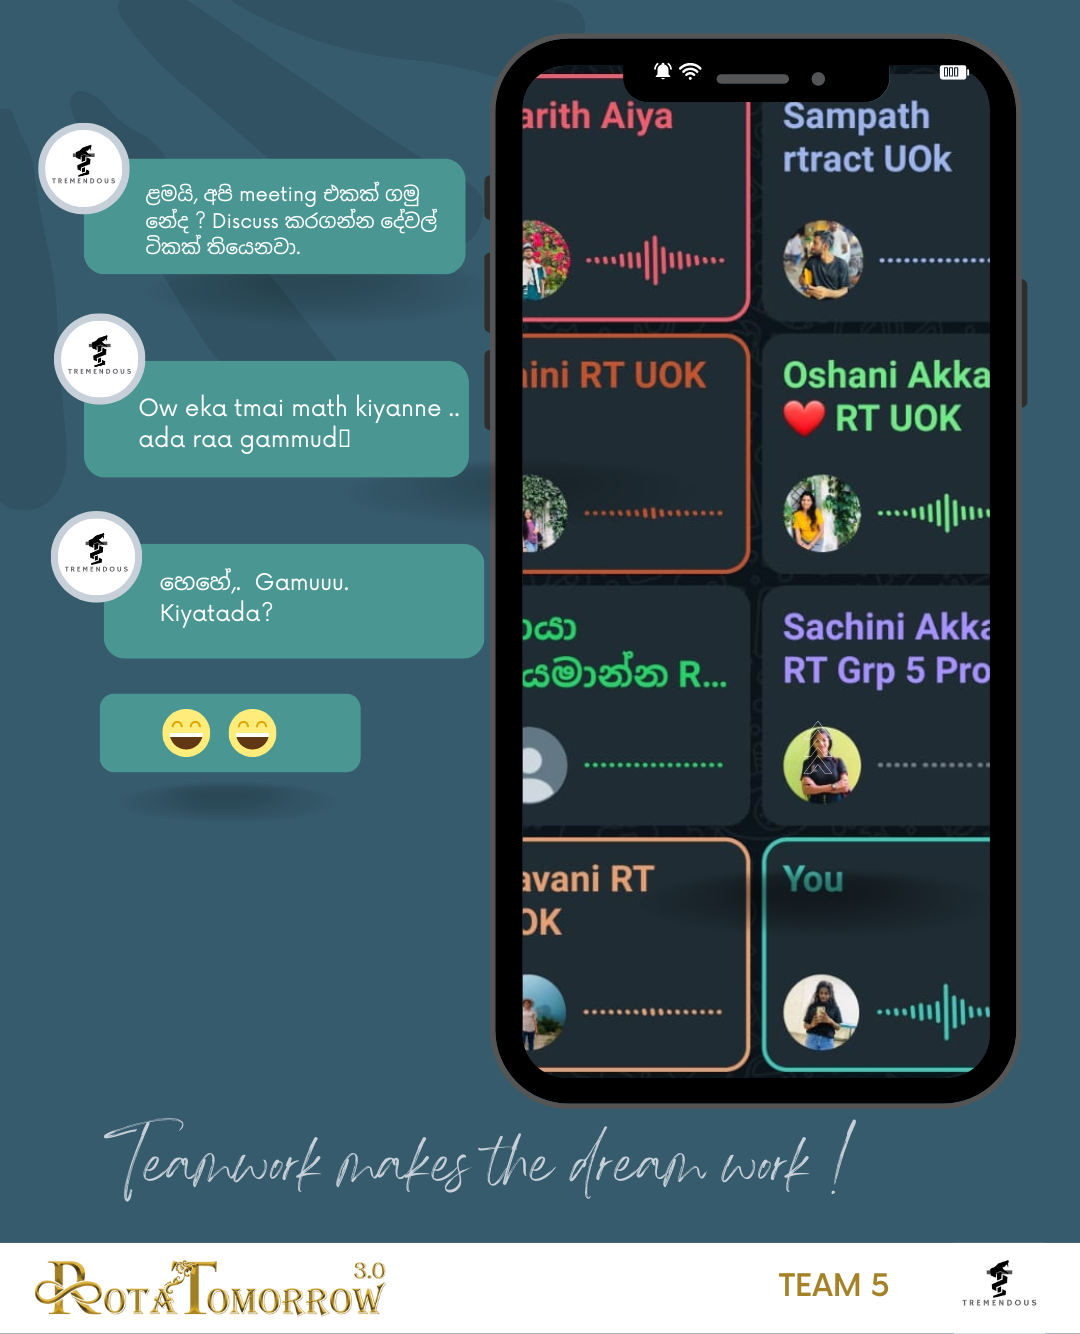 TREMENDOUS
ළමයි, අපි meeting එකක් ගමු
නේද ? Discuss කරගන්න දේවල්
ටිකක් තියෙනවා.
TREMENDOUS
Ow eka tmai math kiyanne ..
ada raa gammud
TREMENDOUS
හෙහේ,. Gamuuu.
Kiyatada?
arith Aiya
Sampath
rtract UOk
ini RT UOK
Oshani Akka
❤️ RT UOK
යා
යමාන්න R...
Sachini Akka
RT Grp 5 Pro
avani RT
OK
You
Teamwork makes the dream work !
ROTATOMORROW 3.0
TEAM 5
TREMENDOUS